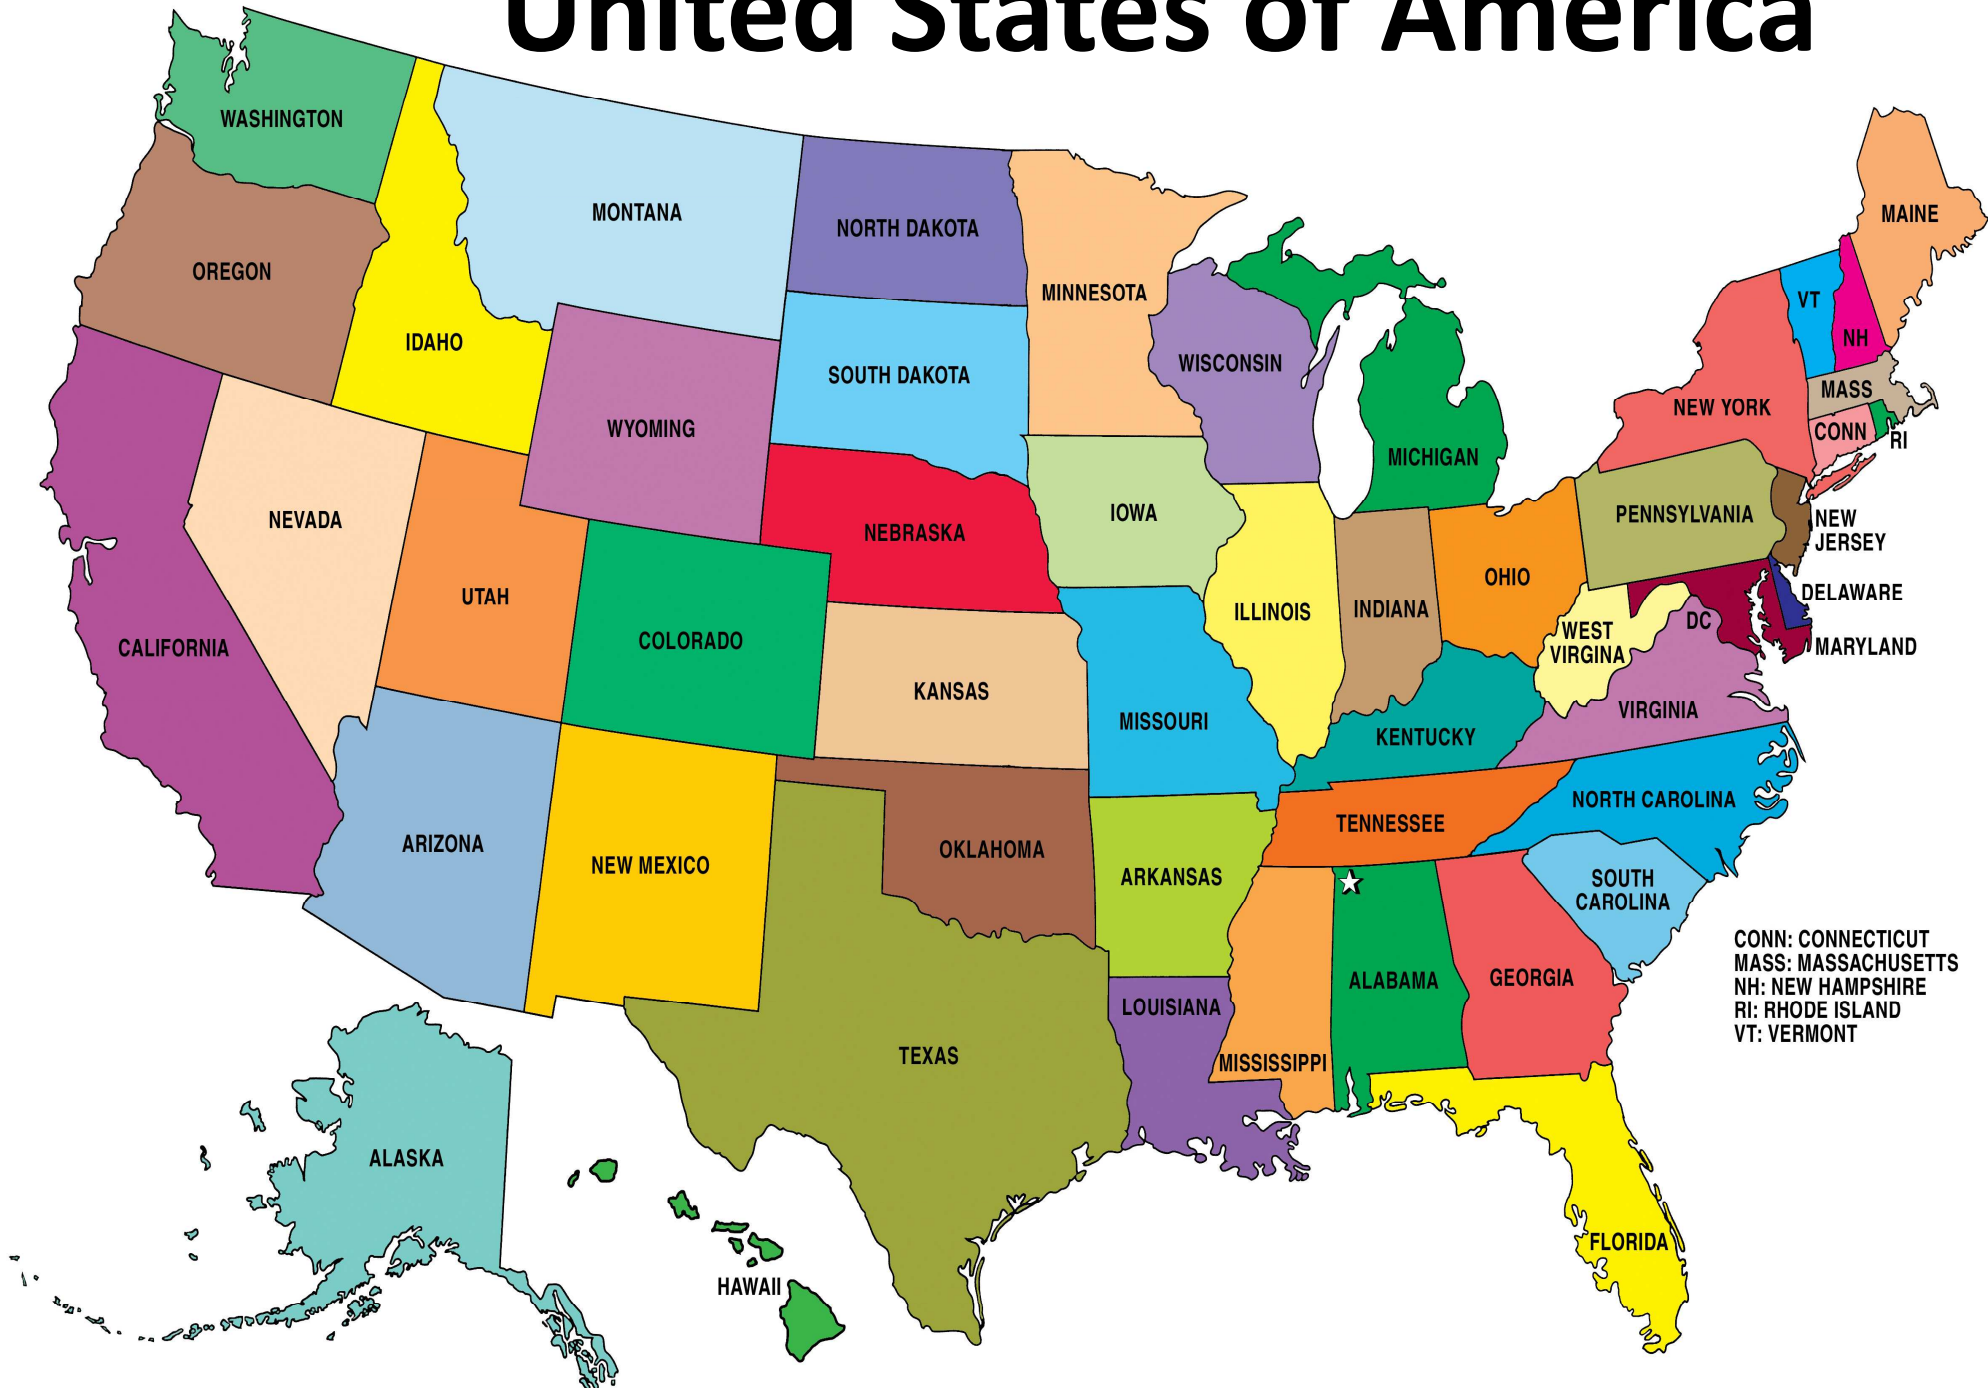 United States of America
WASHINGTON
MONTANA
NORTH DAKOTA
MINNESOTA
MAINE
OREGON
IDAHO
VT
NH
WISCONSIN
SOUTH DAKOTA
WYOMING
MICHIGAN
NEW YORK
MASS
CONN
RI
NEVADA
NEBRASKA
IOWA
PENNSYLVANIA
NEW
JERSEY
UTAH
COLORADO
ILLINOIS
INDIANA
OHIO
DELAWARE
WEST
VIRGINA
DC
MARYLAND
CALIFORNIA
KANSAS
MISSOURI
KENTUCKY
VIRGINIA
ARIZONA
NEW MEXICO
OKLAHOMA
ARKANSAS
TENNESSEE
NORTH CAROLINA
SOUTH
CAROLINA
TEXAS
LOUISIANA
MISSISSIPPI
ALABAMA
GEORGIA
CONN: CONNECTICUT
MASS: MASSACHUSETTS
NH: NEW HAMPSHIRE
RI: RHODE ISLAND
VT: VERMONT
ALASKA
HAWAII
FLORIDA